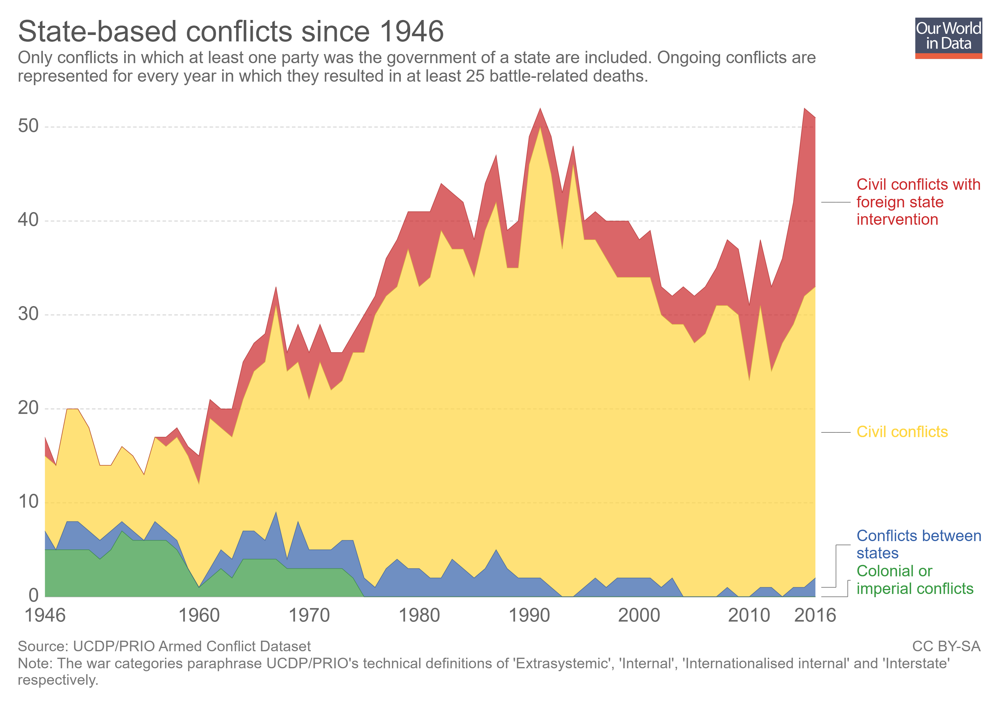 State-based conflicts since 1946
Our World
in Data
Only conflicts in which at least one party was the government of a state are included. Ongoing conflicts are
represented for every year in which they resulted in at least 25 battle-related deaths.
50
40
30
20
10
0
Civil conflicts with
foreign state
intervention
Civil conflicts
Conflicts between
states
Colonial or
imperial conflicts
1946 1960 1970 1980 1990 2000 2010 2016
Source: UCDP/PRIO Armed Conflict Dataset
CC BY-SA
Note: The war categories paraphrase UCDP/PRIO's technical definitions of 'Extrasystemic', 'Internal', 'Internationalised internal' and 'Interstate'
respectively.